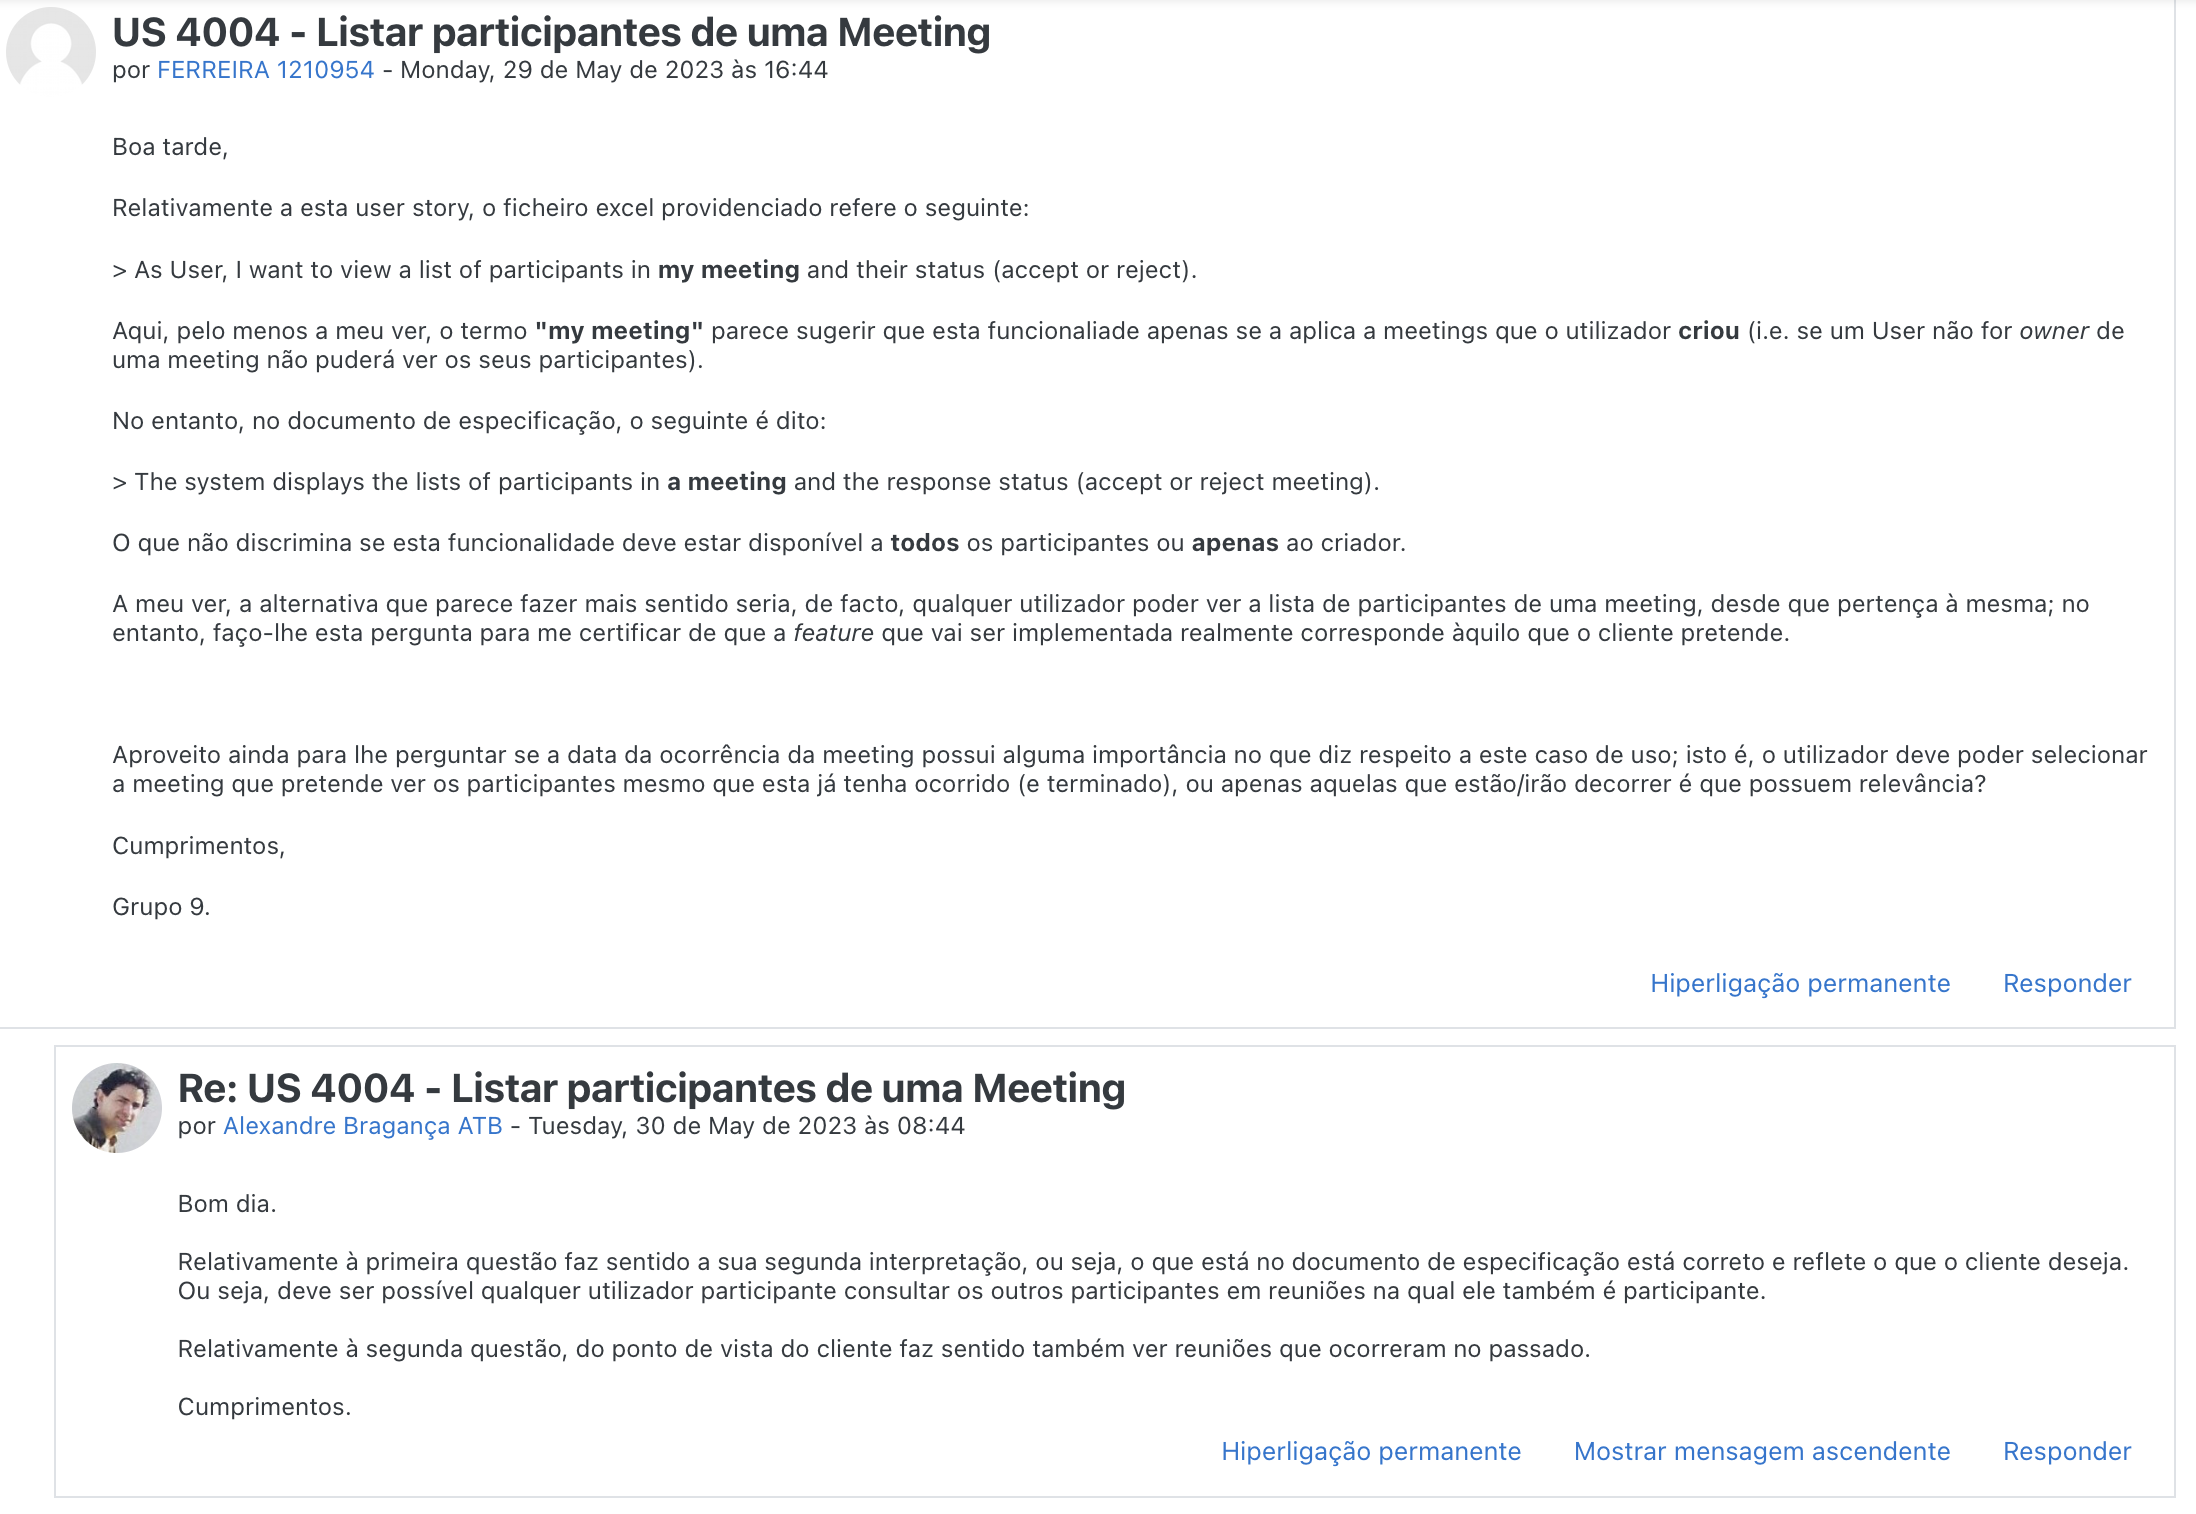 US 4004 - Listar participantes de uma Meeting
por FERREIRA 1210954 - Monday, 29 de May de 2023 às 16:44
Boa tarde,
Relativamente a esta user story, o ficheiro excel providenciado refere o seguinte:
> As User, I want to view a list of participants in my meeting and their status (accept or reject).
Aqui, pelo menos a meu ver, o termo "my meeting" parece sugerir que esta funcionaliade apenas se a aplica a meetings que o utilizador criou (i.e. se um User não for owner de
uma meeting não puderá ver os seus participantes).
No entanto, no documento de especificação, o seguinte é dito:
> The system displays the lists of participants in a meeting and the response status (accept or reject meeting).
O que não discrimina se esta funcionalidade deve estar disponível a todos os participantes ou apenas ao criador.
A meu ver, a alternativa que parece fazer mais sentido seria, de facto, qualquer utilizador poder ver a lista de participantes de uma meeting, desde que pertença à mesma; no
entanto, faço-lhe esta pergunta para me certificar de que a feature que vai ser implementada realmente corresponde àquilo que o cliente pretende.
Aproveito ainda para lhe perguntar se a data da ocorrência da meeting possui alguma importância no que diz respeito a este caso de uso; isto é, o utilizador deve poder selecionar
a meeting que pretende ver os participantes mesmo que esta já tenha ocorrido (e terminado), ou apenas aquelas que estão/irão decorrer é que possuem relevância?
Cumprimentos,
Grupo 9.
Hiperligação permanente Responder
Re: US 4004 - Listar participantes de uma Meeting
por Alexandre Bragança ATB - Tuesday, 30 de May de 2023 às 08:44
Bom dia.
Relativamente à primeira questão faz sentido a sua segunda interpretação, ou seja, o que está no documento de especificação está correto e reflete o que o cliente deseja.
Ou seja, deve ser possível qualquer utilizador participante consultar os outros participantes em reuniões na qual ele também é participante.
Relativamente à segunda questão, do ponto de vista do cliente faz sentido também ver reuniões que ocorreram no passado.
Cumprimentos.
Hiperligação permanente Mostrar mensagem ascendente Responder